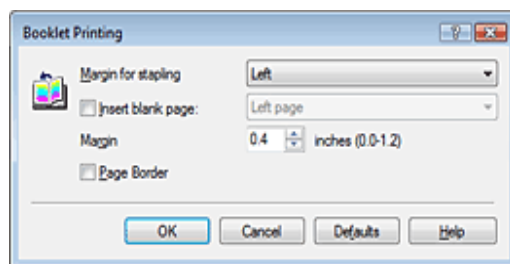 Booklet Printing
Margin for stapling Left
Insert blank page: Left page
Margin 0.4 inches (0.0-1.2)
Page Border
OK Cancel Defaults Help